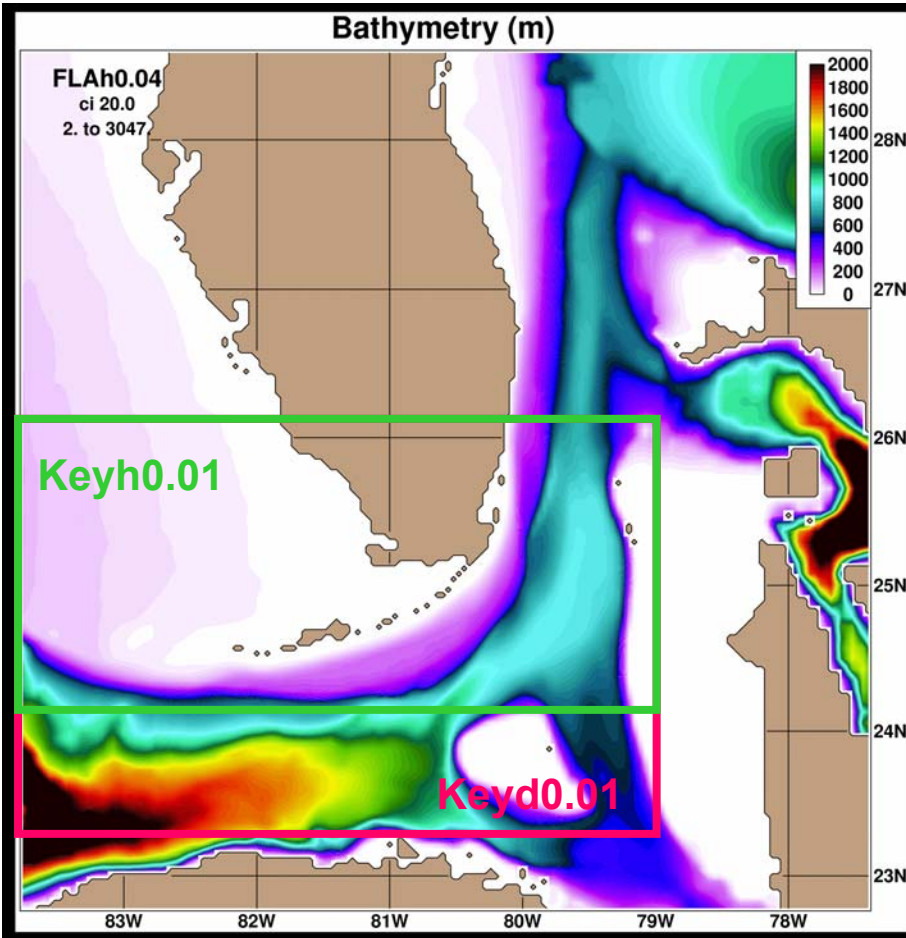 Bathymetry (m)
FLAh0.04
ci 20.0
2. to 3047.
2000
1800
1600
1400
1200
1000
800
600
400
200
0
28N
27N
26N
Keyh0.01
25N
24N
Keyd0.01
23N
83W 82W 81W 80W 79W 78W